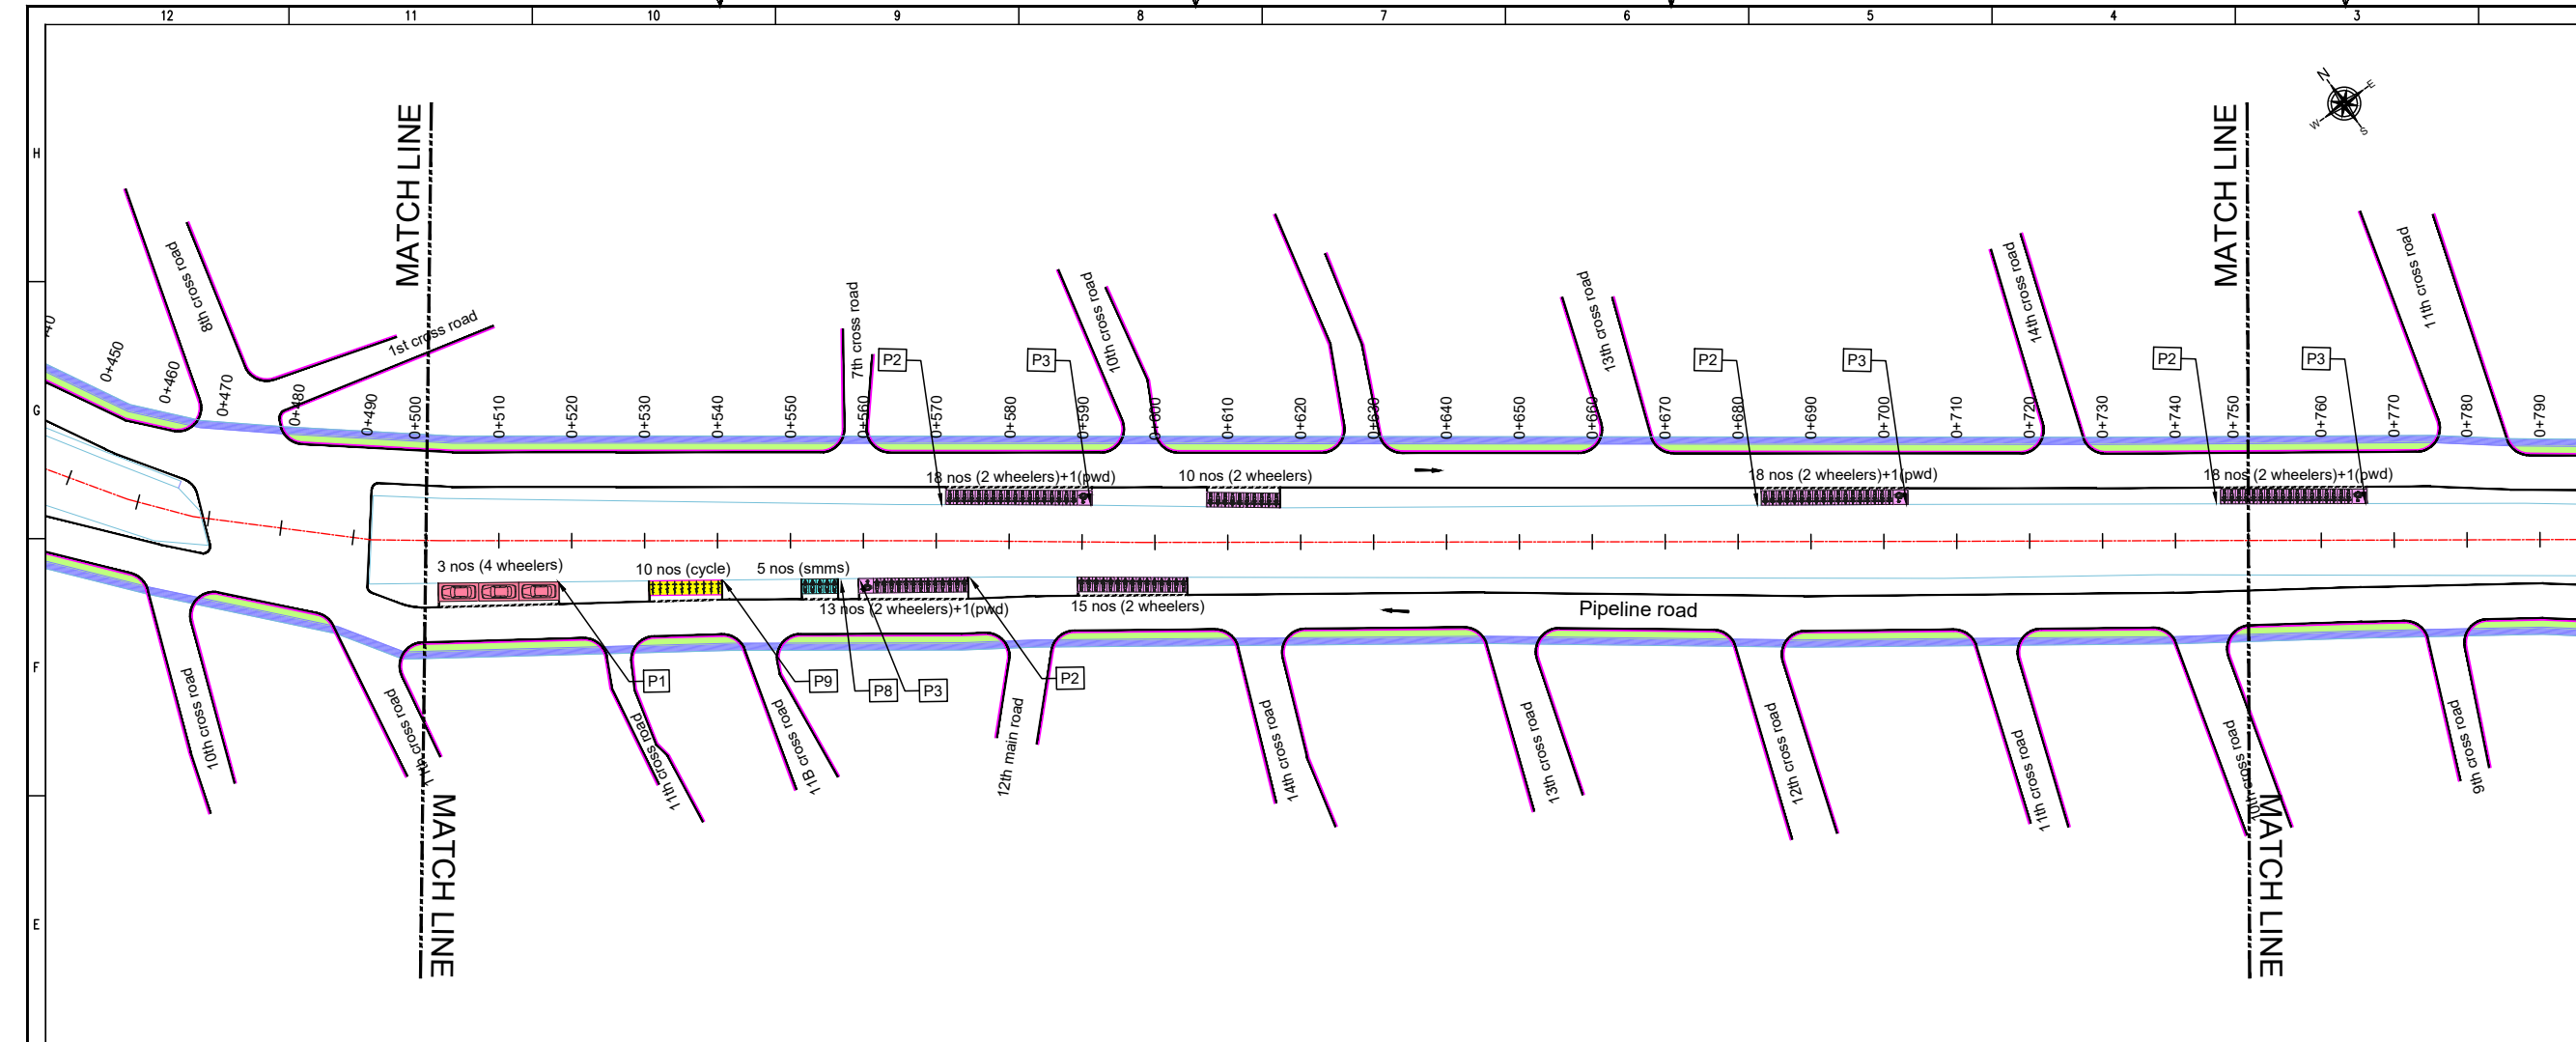 12 11 10 9 8 7 6 5 4 3
H
G
F
E
MATCH LINE
MATCH LINE
N
E
W
S
8th cross road
1st cross road
7th cross road
10th cross road
13th cross road
14th cross road
11th cross road
P2
P3
P2
P3
P2
P3
40
0+450
0+460
0+470
0+480
0+490
0+500
0+510
0+520
0+530
0+540
0+550
0+560
0+570
0+580
0+590
0+600
0+610
0+620
0+630
0+640
0+650
0+660
0+670
0+680
0+690
0+700
0+710
0+720
0+730
0+740
0+750
0+760
0+770
0+780
0+790
18 nos (2 wheelers)+1(pwd)
10 nos (2 wheelers)
18 nos (2 wheelers)+1(pwd)
18 nos (2 wheelers)+1(pwd)
3 nos (4 wheelers)
10 nos (cycle)
5 nos (smms)
13 nos (2 wheelers)+1(pwd)
15 nos (2 wheelers)
Pipeline road
P1
P9
P8
P3
P2
10th cross road
11th cross road
11th cross road
11B cross road
12th main road
14th cross road
13th cross road
12th cross road
11th cross road
10th cross road
9th cross road
MATCH LINE
MATCH LINE